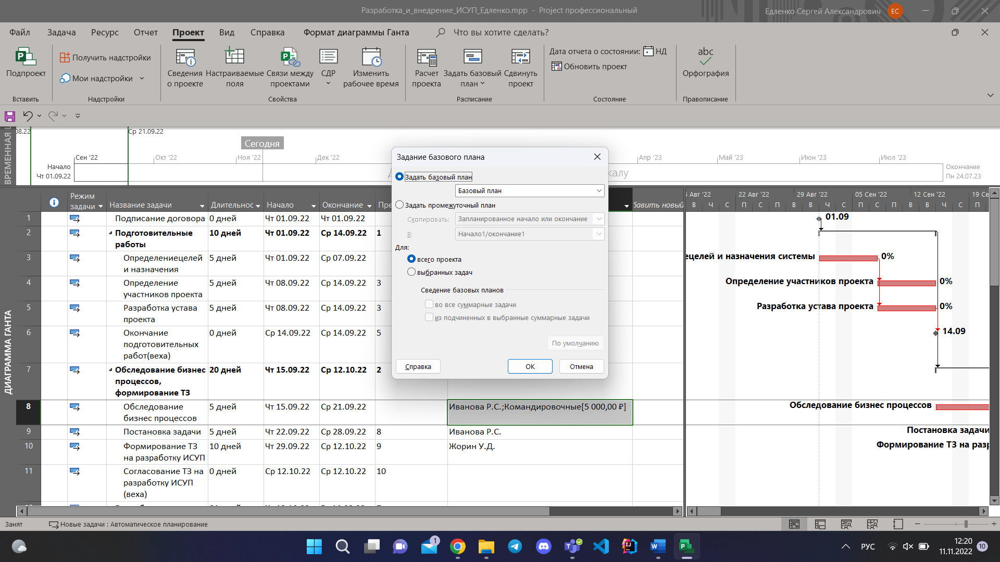 Разработка_и_внедрение_ИСУП_Едленко.mpp - Project профессиональный
Едленко Сергей Александрович ЕС
Файл Задача Ресурс Отчет Проект Вид Справка Формат диаграммы Ганта Что вы хотите сделать?
Подпроект
Вставить
Получить надстройки
Мои надстройки
Надстройки
Сведения о проекте
Настраиваемые поля
Связи между проектами
СДР
Изменить рабочее время
Свойства
Расчет проекта
Задать базовый план
Сдвинуть проект
Расписание
Дата отчета о состоянии: НД
Обновить проект
Состояние
abc
Орфография
Правописание
ВРЕМЕННАЯ
08.22 Ср 21.09.22
Сегодня
Сен '22 Окт '22 Ноя '22 Дек '22 Апр '23 Май '23 Июн '23 Июл '23
Начало
Чт 01.09.22
калу
Окончание
Пн 24.07.23
Задание базового плана
Задать базовый план
Базовый план
Задать промежуточный план
Скопировать: Запланированное начало или окончание
В: Начало1/окончание1
Для:
всего проекта
выбранных задач
Сведение базовых планов
во все суммарные задачи
из подчиненных в выбранные суммарные задачи
По умолчанию
Справка ОК Отмена
ДИАГРАММА ГАНТА
Режим задачи Название задачи Длительнос Начало Окончание Пре бавить новый
1 Подписание договора 0 дней Чт 01.09.22 Чт 01.09.22
2 Подготовительные работы 10 дней Чт 01.09.22 Ср 14.09.22 1
3 Определениецелей и назначения 5 дней Чт 01.09.22 Ср 07.09.22
4 Определение участников проекта 5 дней Чт 08.09.22 Ср 14.09.22 3
5 Разработка устава проекта 5 дней Чт 08.09.22 Ср 14.09.22 3
6 Окончание подготовительных работ(веха) 0 дней Ср 14.09.22 Ср 14.09.22 5
7 Обследование бизнес процессов, формирование ТЗ 20 дней Чт 15.09.22 Ср 12.10.22 2
8 Обследование бизнес процессов 5 дней Чт 15.09.22 Ср 21.09.22 Иванова Р.С.;Командировочные[5 000,00 ₽]
9 Постановка задачи 5 дней Чт 22.09.22 Ср 28.09.22 8 Иванова Р.С.
10 Формирование ТЗ на разработку ИСУП 10 дней Чт 29.09.22 Ср 12.10.22 9 Жорин У.Д.
11 Согласование ТЗ на разработку ИСУП (веха) 0 дней Ср 12.10.22 Ср 12.10.22 10
Авг '22 22 Авг '22 29 Авг '22 05 Сен '22 12 Сен '22 19 Се
В Ч С П С В П В В Ч С П С П В В Ч С П
01.09
ецелей и назначения системы 0%
Определение участников проекта 0%
Разработка устава проекта 0%
14.09
Обследование бизнес процессов
Постановка задачи
Формирование ТЗ на разр
Занят Новые задачи : Автоматическое планирование
1
РУС
12:20
11.11.2022
10